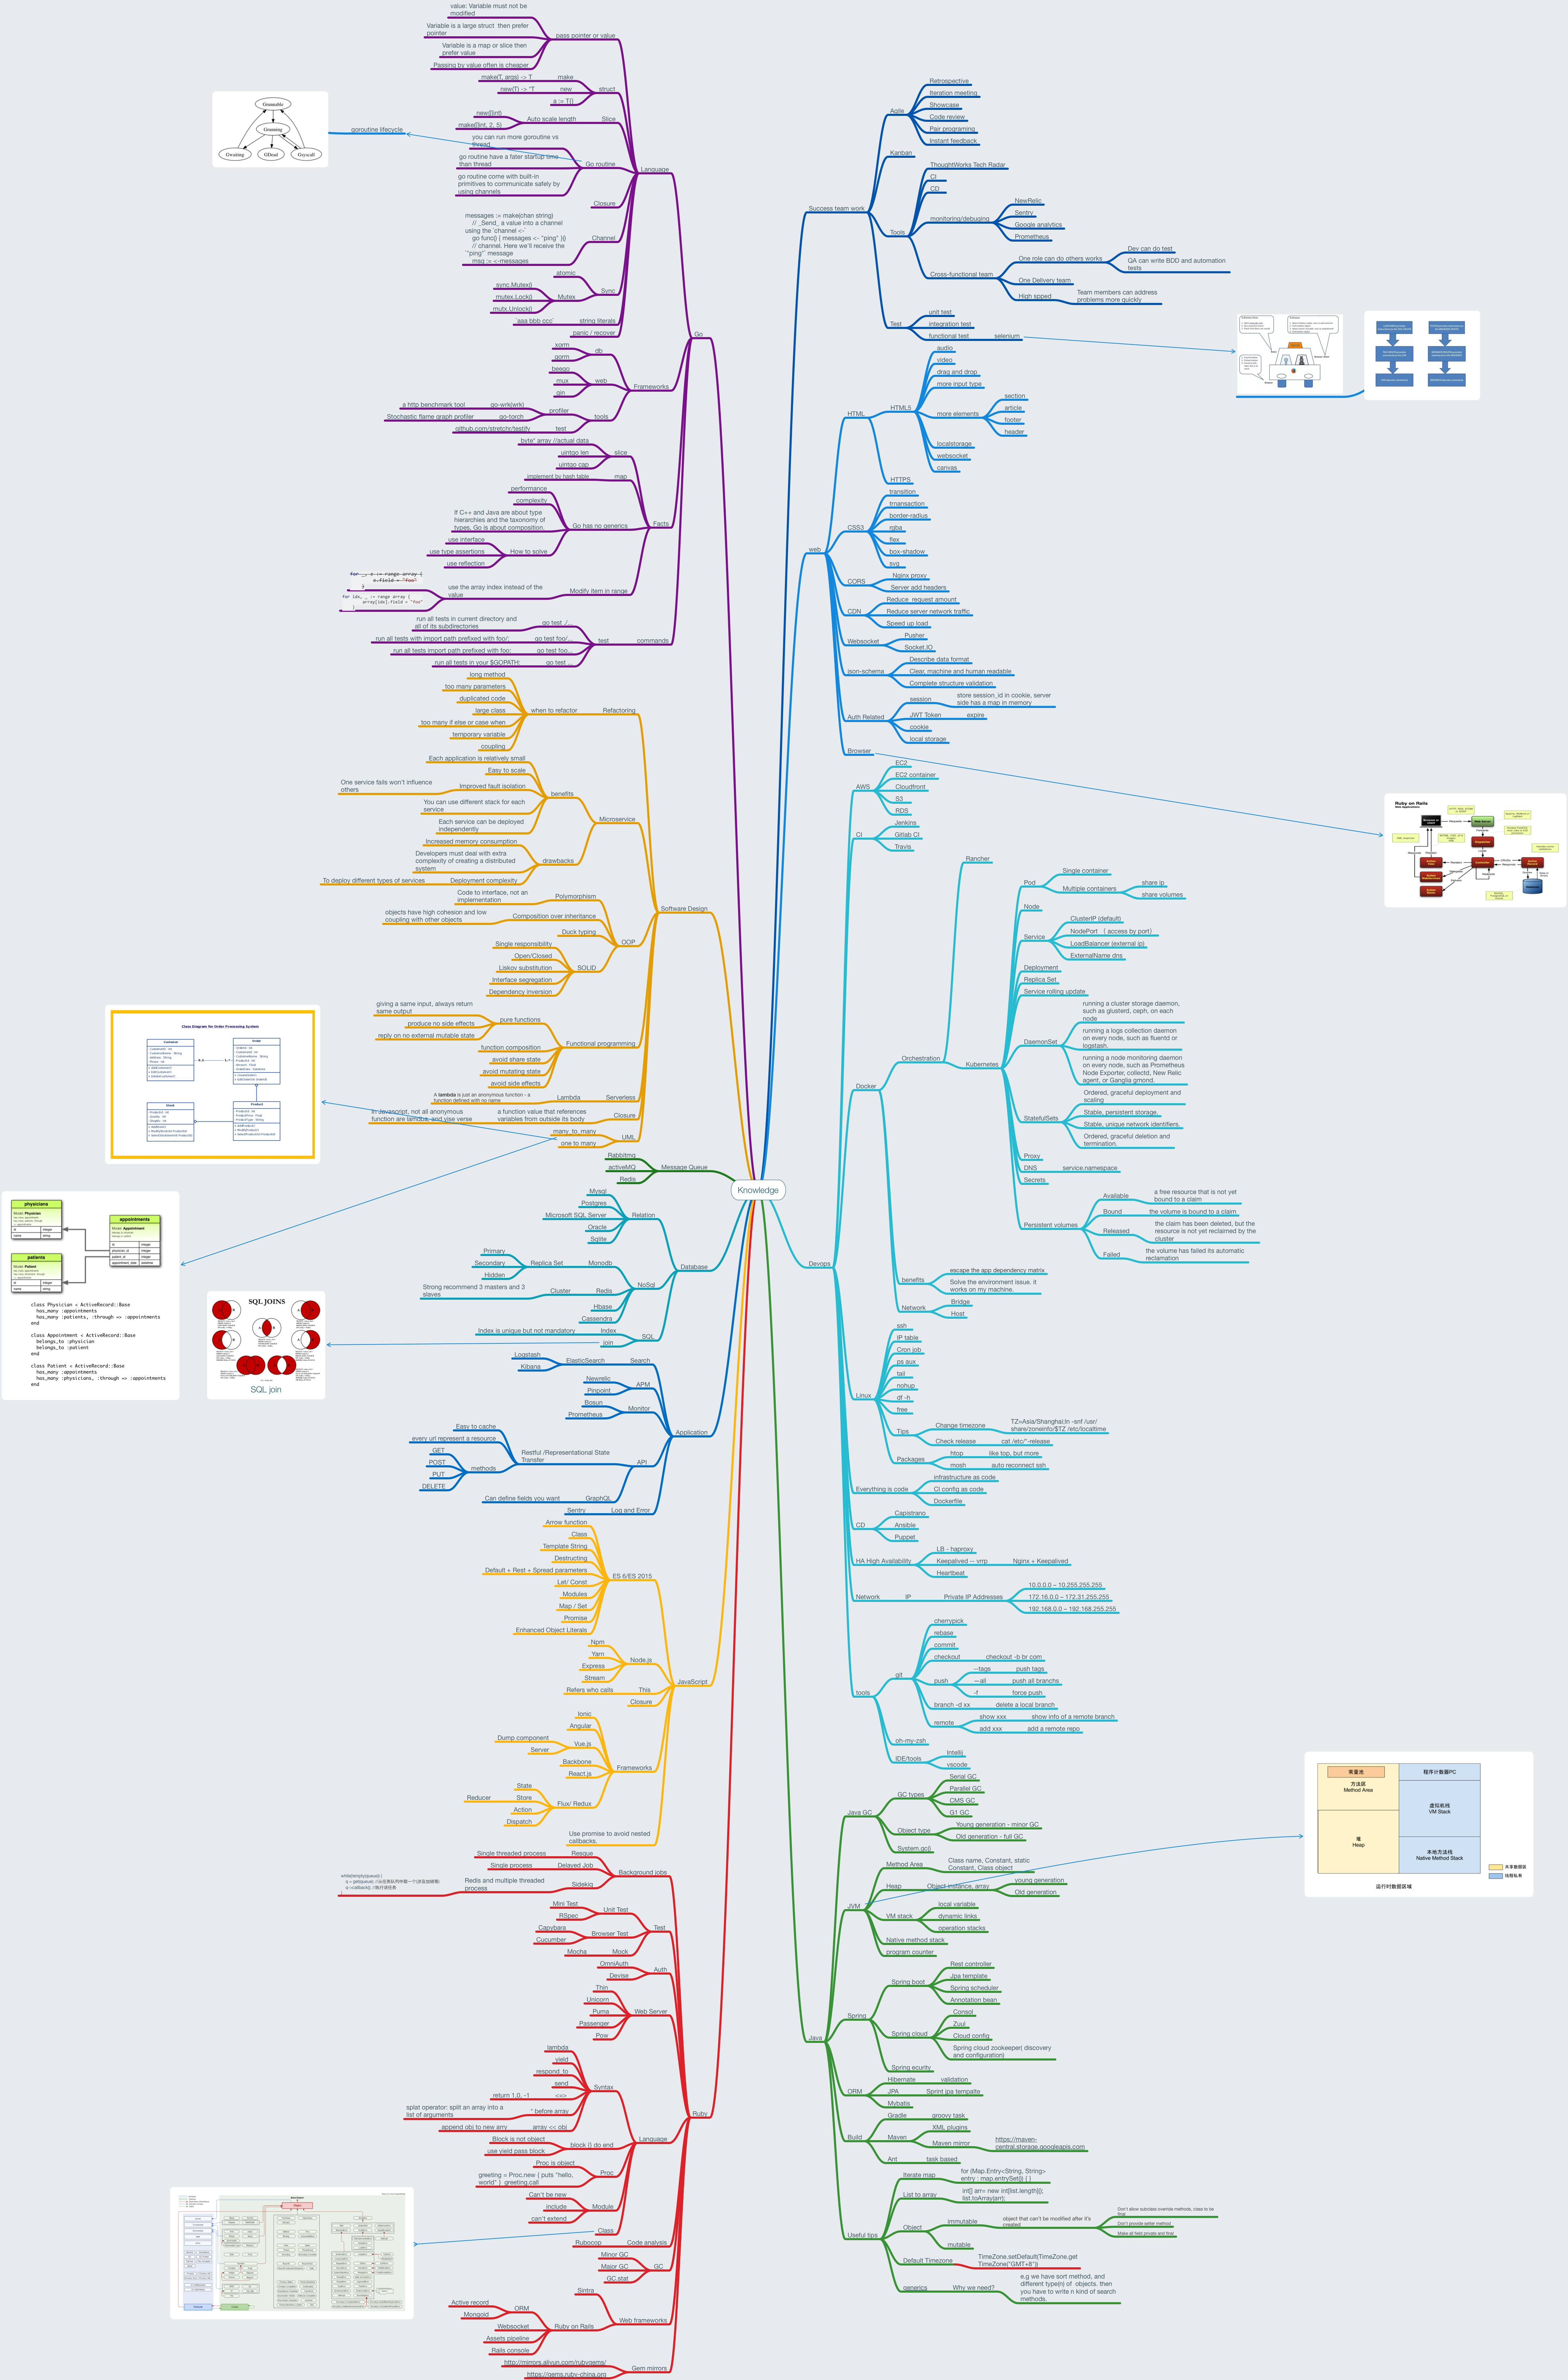 Knowledge
Go
Language
pass pointer or value
value: Variable must not be
modified
Variable is a large struct then prefer
pointer
Variable is a map or slice then
prefer value
Passing by value often is cheaper
struct
make(T, args) -> T
make
new(T) -> *T
new
a := T()
Slice
Auto scale length
new([]int)
make([]int, 2, 5)
Go routine
you can run more goroutine vs
thread
go routine have a fater startup time
than thread
go routine come with built-in
primitives to communicate safely by
using channels
goroutine lifecycle
Grunnable
Grunning
Gwaiting
GDead
Gsyscall
Closure
Channel
messages := make(chan string)
// _Send_ a value into a channel
using the `channel <-`
go func() { messages <- "ping" }()
// channel. Here we'll receive the
`"ping"` message
msg := <-messages
Sync
atomic
Mutex
sync.Mutex()
mutex.Lock()
mutx.Unlock()
string literals
`aaa bbb ccc`
panic / recover
Frameworks
db
xorm
gorm
web
beego
mux
gin
tools
profiler
a http benchmark tool
go-wrk(wrk)
Stochastic flame graph profiler
go-torch
github.com/stretchr/testify
test
Facts
slice
byte* array //actual data
uintgo len
uintgo cap
implement by hash table
map
Go has no generics
performance
complexity
If C++ and Java are about type
hierarchies and the taxonomy of
types, Go is about composition.
How to solve
use interface
use type assertions
use reflection
Modify item in range
use the array index instead of the
value
for _, e := range array {
e.field = "foo"
}
for idx, _ := range array {
array[idx].field = "foo"
}
commands
test
run all tests in current directory and
all of its subdirectories
go test ./...
run all tests with import path prefixed with foo/:
go test foo/...
run all tests import path prefixed with foo:
go test foo...
run all tests in your $GOPATH:
go test ...
Software Design
Refactoring
when to refactor
long method
too many parameters
duplicated code
large class
too many if else or case when
temporary variable
coupling
Microservice
benefits
Each application is relatively small
Easy to scale
Improved fault isolation
One service fails won't influence
others
You can use different stack for each
service
Each service can be deployed
independently
drawbacks
Increased memory consumption
Developers must deal with extra
complexity of creating a distributed
system
To deploy different types of services
Deployment complexity
OOP
Polymorphism
Code to interface, not an
implementation
Composition over inheritance
objects have high cohesion and low
coupling with other objects
Duck typing
SOLID
Single responsibility
Open/Closed
Liskov substitution
Interface segregation
Dependency inversion
Functional programming
pure functions
giving a same input, always return
same output
produce no side effects
reply on no external mutable state
function composition
avoid share state
avoid mutating state
avoid side effects
Serverless
Lambda
A lambda is just an anonymous function - a
function defined with no name
Closure
a function value that references
variables from outside its body
in Javascript, not all anonymous
function are lambda, and vise verse
UML
many_to_many
one to many
Class Diagram for Order Processing System
physicians
Model: Physician
id integer
name string
appointments
Model: Appointment
id integer
physician_id integer
patient_id integer
appointment_date datetime
patients
Model: Patient
id integer
name string
class Physician < ActiveRecord::Base
has_many :appointments
has_many :patients, :through => :appointments
end
class Appointment < ActiveRecord::Base
belongs_to :physician
belongs_to :patient
end
class Patient < ActiveRecord::Base
has_many :appointments
has_many :physicians, :through => :appointments
end
Message Queue
Rabbitmq
activeMQ
Redis
Database
Relation
Mysql
Postgres
Microsoft SQL Server
Oracle
Sqlite
NoSql
Monodb
Replica Set
Primary
Secondary
Hidden
Redis
Cluster
Strong recommend 3 masters and 3
slaves
Hbase
Cassendra
SQL
Index
Index is unique but not mandatory
join
SQL JOINS
SQL join
Application
Search
ElasticSearch
Logstash
Kibana
APM
Newrelic
Pinpoint
Monitor
Bosun
Prometheus
API
Restful /Representational State
Transfer
Easy to cache
every url represent a resource
methods
GET
POST
PUT
DELETE
GraphQL
Can define fields you want
Log and Error
Sentry
JavaScript
ES 6/ES 2015
Arrow function
Class
Template String
Destructing
Default + Rest + Spread parameters
Let/ Const
Modules
Map / Set
Promise
Enhanced Object Literals
Node.js
Npm
Yarn
Express
Stream
This
Refers who calls
Closure
Frameworks
Ionic
Angular
Vue.js
Dump component
Server
Backbone
React.js
Flux/ Redux
State
Store
Reducer
Action
Dispatch
Use promise to avoid nested
callbacks.
Ruby
Background jobs
Resque
Single threaded process
Delayed Job
Single process
Sidekiq
Redis and multiple threaded
process
Test
Unit Test
Mini Test
RSpec
Browser Test
Capybara
Cucumber
Mock
Mocha
Auth
OmniAuth
Devise
Web Server
Thin
Unicorn
Puma
Passenger
Pow
Language
Syntax
lambda
yield
respond_to
send
<=>
return 1,0, -1
* before array
splat operator: split an array into a
list of arguments
array << obj
append obj to new arry
block {} do end
Block is not object
use yield pass block
Proc
Proc is object
greeting = Proc.new { puts "hello,
world" } greeting.call
Module
Can't be new
include
can't extend
Class
Code analysis
Rubocop
GC
Minor GC
Major GC
GC.stat
Web frameworks
Sintra
Ruby on Rails
ORM
Active record
Mongoid
Websocket
Assets pipeline
Rails console
Gem mirrors
http://mirrors.aliyun.com/rubygems/
https://gems.ruby-china.org
Success team work
Agile
Retrospective
Iteration meeting
Showcase
Code review
Pair programing
Instant feedback
Kanban
Tools
ThoughtWorks Tech Radar
CI
CD
monitoring/debuging
NewRelic
Sentry
Google analytics
Prometheus
Cross-functional team
One role can do others works
Dev can do test
QA can write BDD and automation
tests
One Delivery team
High spped
Team members can address
problems more quickly
Test
unit test
integration test
functional test
selenium
web
HTML
HTML5
audio
video
drag and drop
more input type
more elements
section
article
footer
header
localstorage
websocket
canvas
HTTPS
CSS3
transition
trnansaction
border-radius
rgba
flex
box-shadow
svg
CORS
Nginx proxy
Server add headers
CDN
Reduce request amount
Reduce server network traffic
Speed up load
Websocket
Pusher
Socket.IO
json-schema
Describe data format
Clear, machine and human readable
Complete structure validation
Auth Related
session
store session_id in cookie, server
side has a map in memory
JWT Token
expire
cookie
local storage
Browser
Ruby on Rails
Devops
AWS
EC2
EC2 container
Cloudfront
S3
RDS
CI
Jenkins
Gitlab CI
Travis
Docker
Orchestration
Rancher
Kubernetes
Pod
Single container
Multiple containers
share ip
share volumes
Node
Service
ClusterIP (default)
NodePort （ access by port）
LoadBalancer (external ip)
ExternalName dns
Deployment
Replica Set
Service rolling update
DaemonSet
running a cluster storage daemon,
such as glusterd, ceph, on each
node
running a logs collection daemon
on every node, such as fluentd or
logstash.
running a node monitoring daemon
on every node, such as Prometheus
Node Exporter, collectd, New Relic
agent, or Ganglia gmond.
StatefulSets
Ordered, graceful deployment and
scaling
Stable, persistent storage.
Stable, unique network identifiers.
Ordered, graceful deletion and
termination.
Proxy
DNS
service.namespace
Secrets
Persistent volumes
Available
a free resource that is not yet
bound to a claim
Bound
the volume is bound to a claim
Released
the claim has been deleted, but the
resource is not yet reclaimed by the
cluster
Failed
the volume has failed its automatic
reclamation
benefits
escape the app dependency matrix
Solve the environment issue. it
works on my machine.
Network
Bridge
Host
Linux
ssh
IP table
Cron job
ps aux
tail
nohup
df -h
free
Tips
Change timezone
TZ=Asia/Shanghai;ln -snf /usr/
share/zoneinfo/$TZ /etc/localtime
Check release
cat /etc/*-release
Packages
htop
like top, but more
mosh
auto reconnect ssh
Everything is code
infrastructure as code
CI config as code
Dockerfile
CD
Capistrano
Ansible
Puppet
HA High Availability
LB - haproxy
Keepalived — vrrp
Nginx + Keepalived
Heartbeat
Network
IP
Private IP Addresses
10.0.0.0 – 10.255.255.255
172.16.0.0 – 172.31.255.255
192.168.0.0 – 192.168.255.255
tools
git
cherrypick
rebase
commit
checkout
checkout -b br com
push
—tags
push tags
—all
push all branchs
-f
force push
branch -d xx
delete a local branch
remote
show xxx
show info of a remote branch
add xxx
add a remote repo
oh-my-zsh
IDE/tools
Intellij
vscode
Java
Java GC
GC types
Serial GC
Parallel GC
CMS GC
G1 GC
Object type
Young generation - minor GC
Old generation - full GC
System.gc()
JVM
Method Area
Class name, Constant, static
Constant, Class object
Heap
Object instance, array
young generation
Old generation
VM stack
local variable
dynamic links
operation stacks
Native method stack
program counter
常量池
方法区
Method Area
堆
Heap
程序计数器PC
虚拟机栈
VM Stack
本地方法栈
Native Method Stack
共享数据区
线程私有
运行时数据区域
Spring
Spring boot
Rest controller
Jpa template
Spring scheduler
Annotation bean
Spring cloud
Consol
Zuul
Cloud config
Spring cloud zookeeper( discovery
and configuration)
Spring ecurity
ORM
Hibernate
validation
JPA
Sprint jpa tempalte
Mybatis
Build
Gradle
groovy task
Maven
XML plugins
Maven mirror
https://maven-
central.storage.googleapis.com
Ant
task based
Useful tips
Iterate map
for (Map.Entry<String, String>
entry : map.entrySet()) { }
List to array
int[] arr= new int[list.length()];
list.toArray(arr);
Object
immutable
object that can't be modified after it's
created
Don't allow subclass override methods, class to be
final
Don't provide setter method
Make all field private and final
mutable
Default Timezone
TimeZone.setDefault(TimeZone.get
TimeZone("GMT+8"))
generics
Why we need?
e.g we have sort method, and
different type(n) of objects. then
you have to write n kind of search
methods.